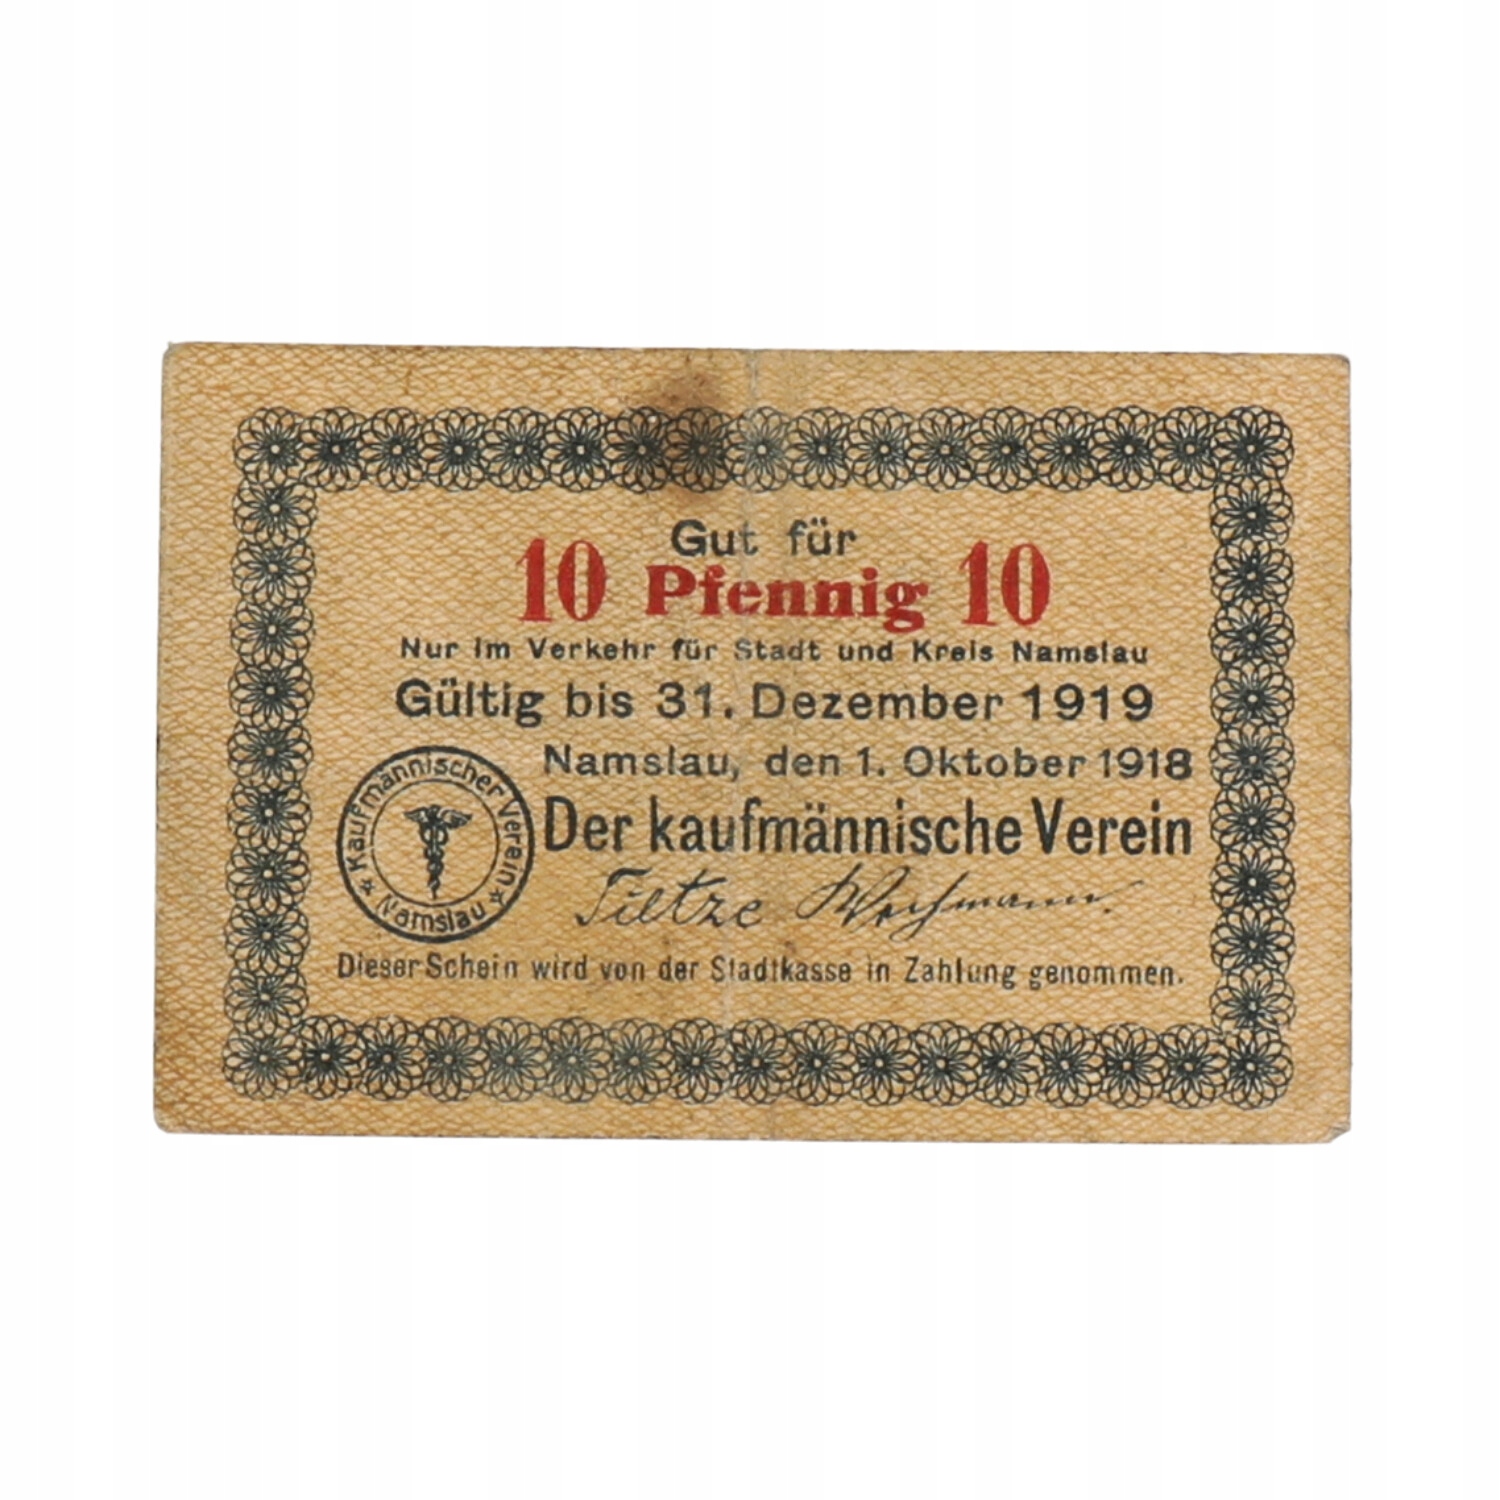 Gut für
10 Pfennig 10
Nur im Verkehr für Stadt und Kreis Namslau
Gültig bis 31. Dezember 1919
Namslau, den 1. Oktober 1918
Kaufmännischer Verein
Namslau
Der kaufmännische Verein
Tietze
Dieser Schein wird von der Stadtkasse in Zahlung genommen.